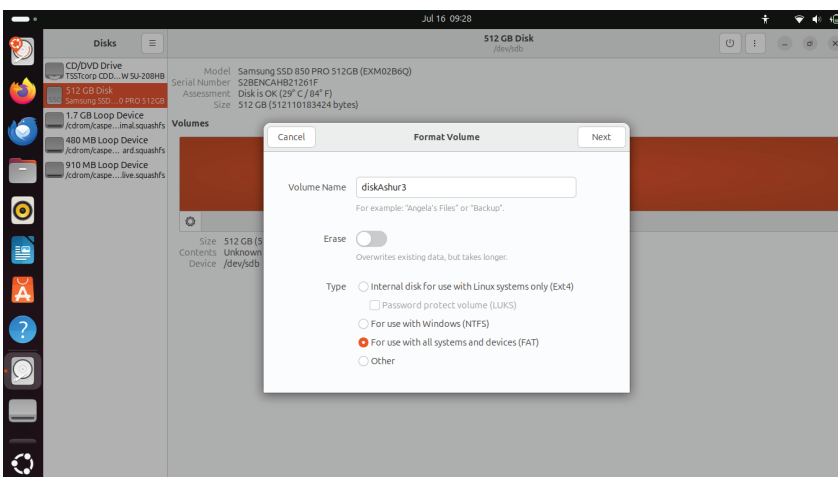 Jul 16 09:28
Disks
512 GB Disk
/dev/sdb
CD/DVD Drive
TSSTcorp CDD...W SU-208HB
512 GB Disk
Samsung SSD...0 PRO 512GB
1.7 GB Loop Device
/cdrom/caspe...imal.squashfs
480 MB Loop Device
/cdrom/caspe... ard.squashfs
910 MB Loop Device
/cdrom/caspe....live.squashfs
Model Samsung SSD 850 PRO 512GB (EXM02B6Q)
Serial Number S2BENCAHB21261F
Assessment Disk is OK (29° C / 84° F)
Size 512 GB (512110183424 bytes)
Volumes
Size 512 GB (5
Contents Unknown
Device /dev/sdb
Cancel
Format Volume
Next
Volume Name diskAshur3
For example: “Angela’s Files” or “Backup”.
Erase
Overwrites existing data, but takes longer.
Type Internal disk for use with Linux systems only (Ext4)
Password protect volume (LUKS)
For use with Windows (NTFS)
For use with all systems and devices (FAT)
Other